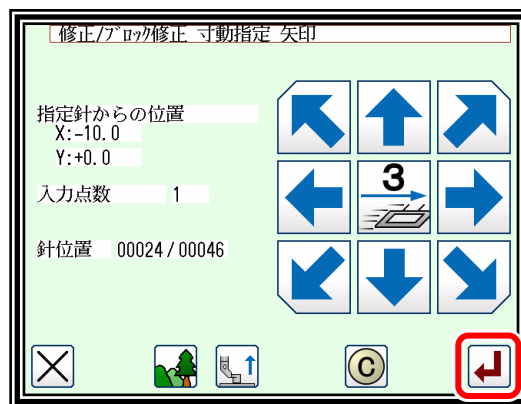 修正/ﾌﾞﾛｯｸ修正 寸動指定 矢印
指定針からの位置
X:-10.0
Y:+0.0
入力点数 1
針位置 00024/00046
3
C